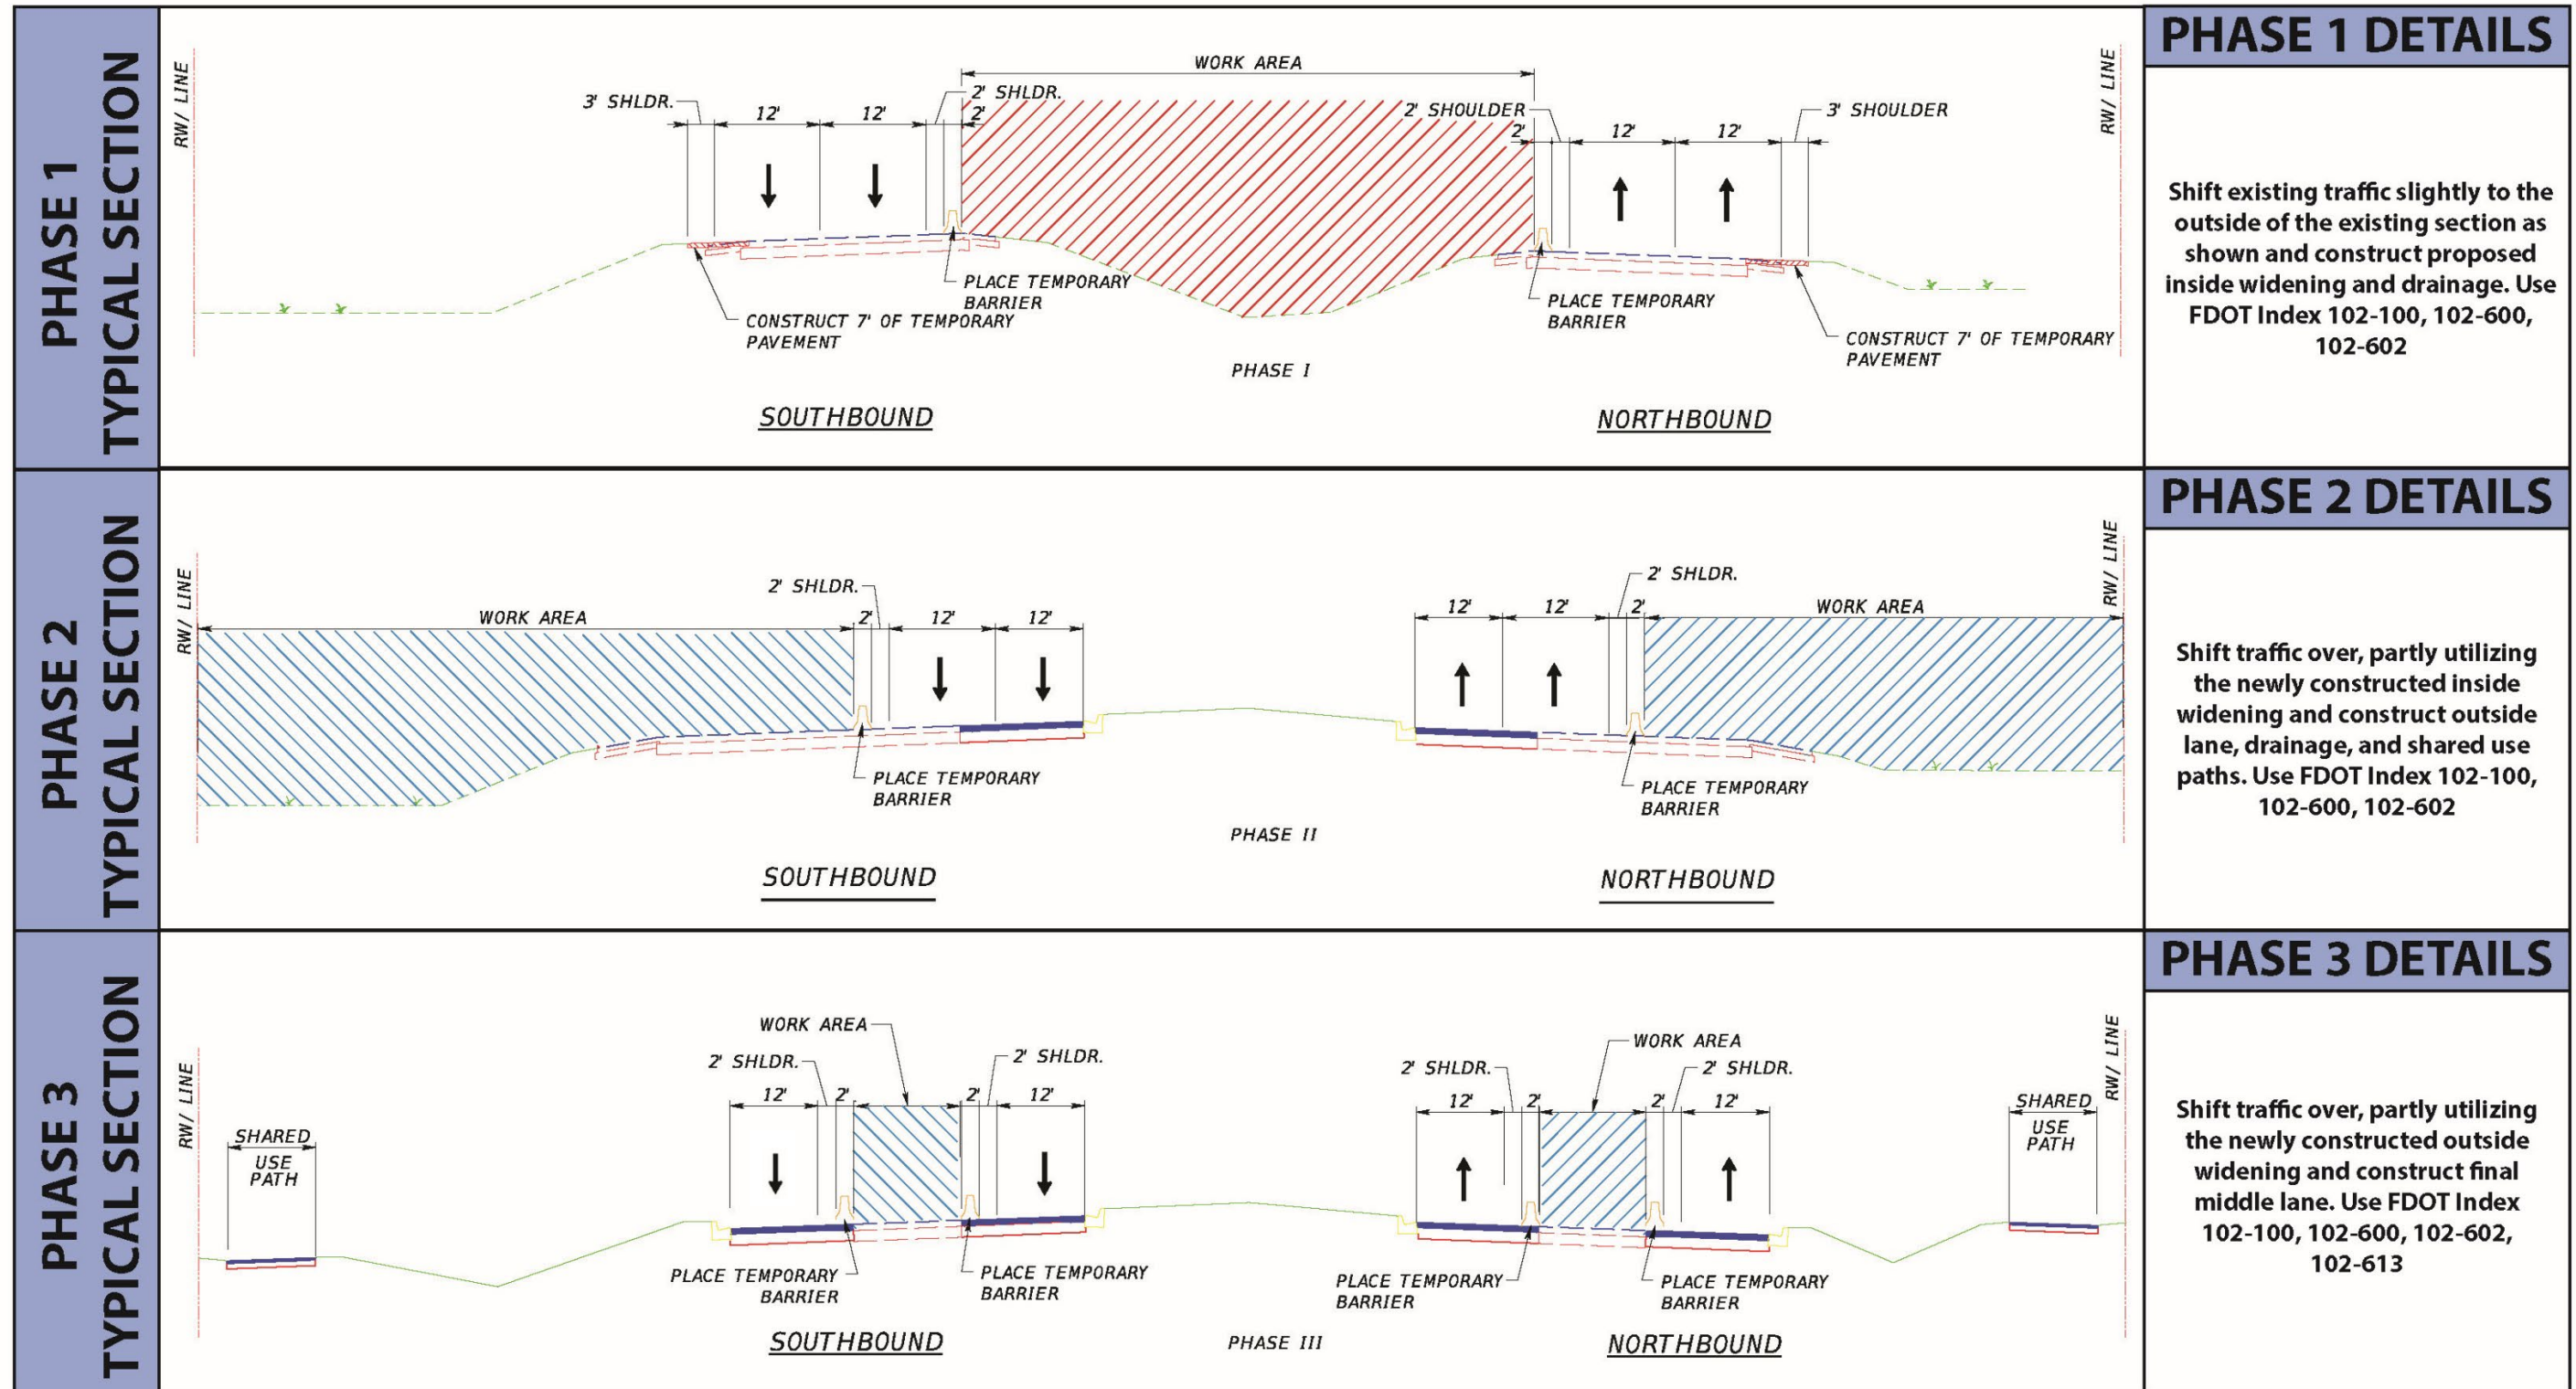 PHASE 1
TYPICAL SECTION
RW/ LINE
3' SHLDR.
12'
12'
2' SHLDR.
2'
WORK AREA
2' SHOULDER
2'
12'
12'
3' SHOULDER
RW/ LINE
PLACE TEMPORARY
BARRIER
CONSTRUCT 7' OF TEMPORARY
PAVEMENT
PLACE TEMPORARY
BARRIER
CONSTRUCT 7' OF TEMPORARY
PAVEMENT
PHASE I
SOUTHBOUND
NORTHBOUND
PHASE 1 DETAILS
Shift existing traffic slightly to the
outside of the existing section as
shown and construct proposed
inside widening and drainage. Use
FDOT Index 102-100, 102-600,
102-602
PHASE 2
TYPICAL SECTION
RW/ LINE
WORK AREA
2' SHLDR.
2'
12'
12'
12'
12'
2' SHLDR.
2'
WORK AREA
RW/ LINE
PLACE TEMPORARY
BARRIER
PLACE TEMPORARY
BARRIER
PHASE II
SOUTHBOUND
NORTHBOUND
PHASE 2 DETAILS
Shift traffic over, partly utilizing
the newly constructed inside
widening and construct outside
lane, drainage, and shared use
paths. Use FDOT Index 102-100,
102-600, 102-602
PHASE 3
TYPICAL SECTION
RW/ LINE
SHARED
USE
PATH
WORK AREA
2' SHLDR.
2' SHLDR.
12'
2'
2'
12'
WORK AREA
2' SHLDR.
2' SHLDR.
12'
2'
2'
12'
SHARED
USE
PATH
RW/ LINE
PLACE TEMPORARY
BARRIER
PLACE TEMPORARY
BARRIER
PLACE TEMPORARY
BARRIER
PLACE TEMPORARY
BARRIER
SOUTHBOUND
PHASE III
NORTHBOUND
PHASE 3 DETAILS
Shift traffic over, partly utilizing
the newly constructed outside
widening and construct final
middle lane. Use FDOT Index
102-100, 102-600, 102-602,
102-613